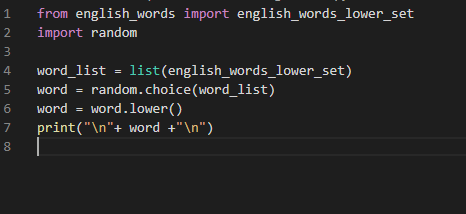 1 from english_words import english_words_lower_set
2 import random
3
4 word_list = list(english_words_lower_set)
5 word = random.choice(word_list)
6 word = word.lower()
7 print("\n"+ word +"\n")
8